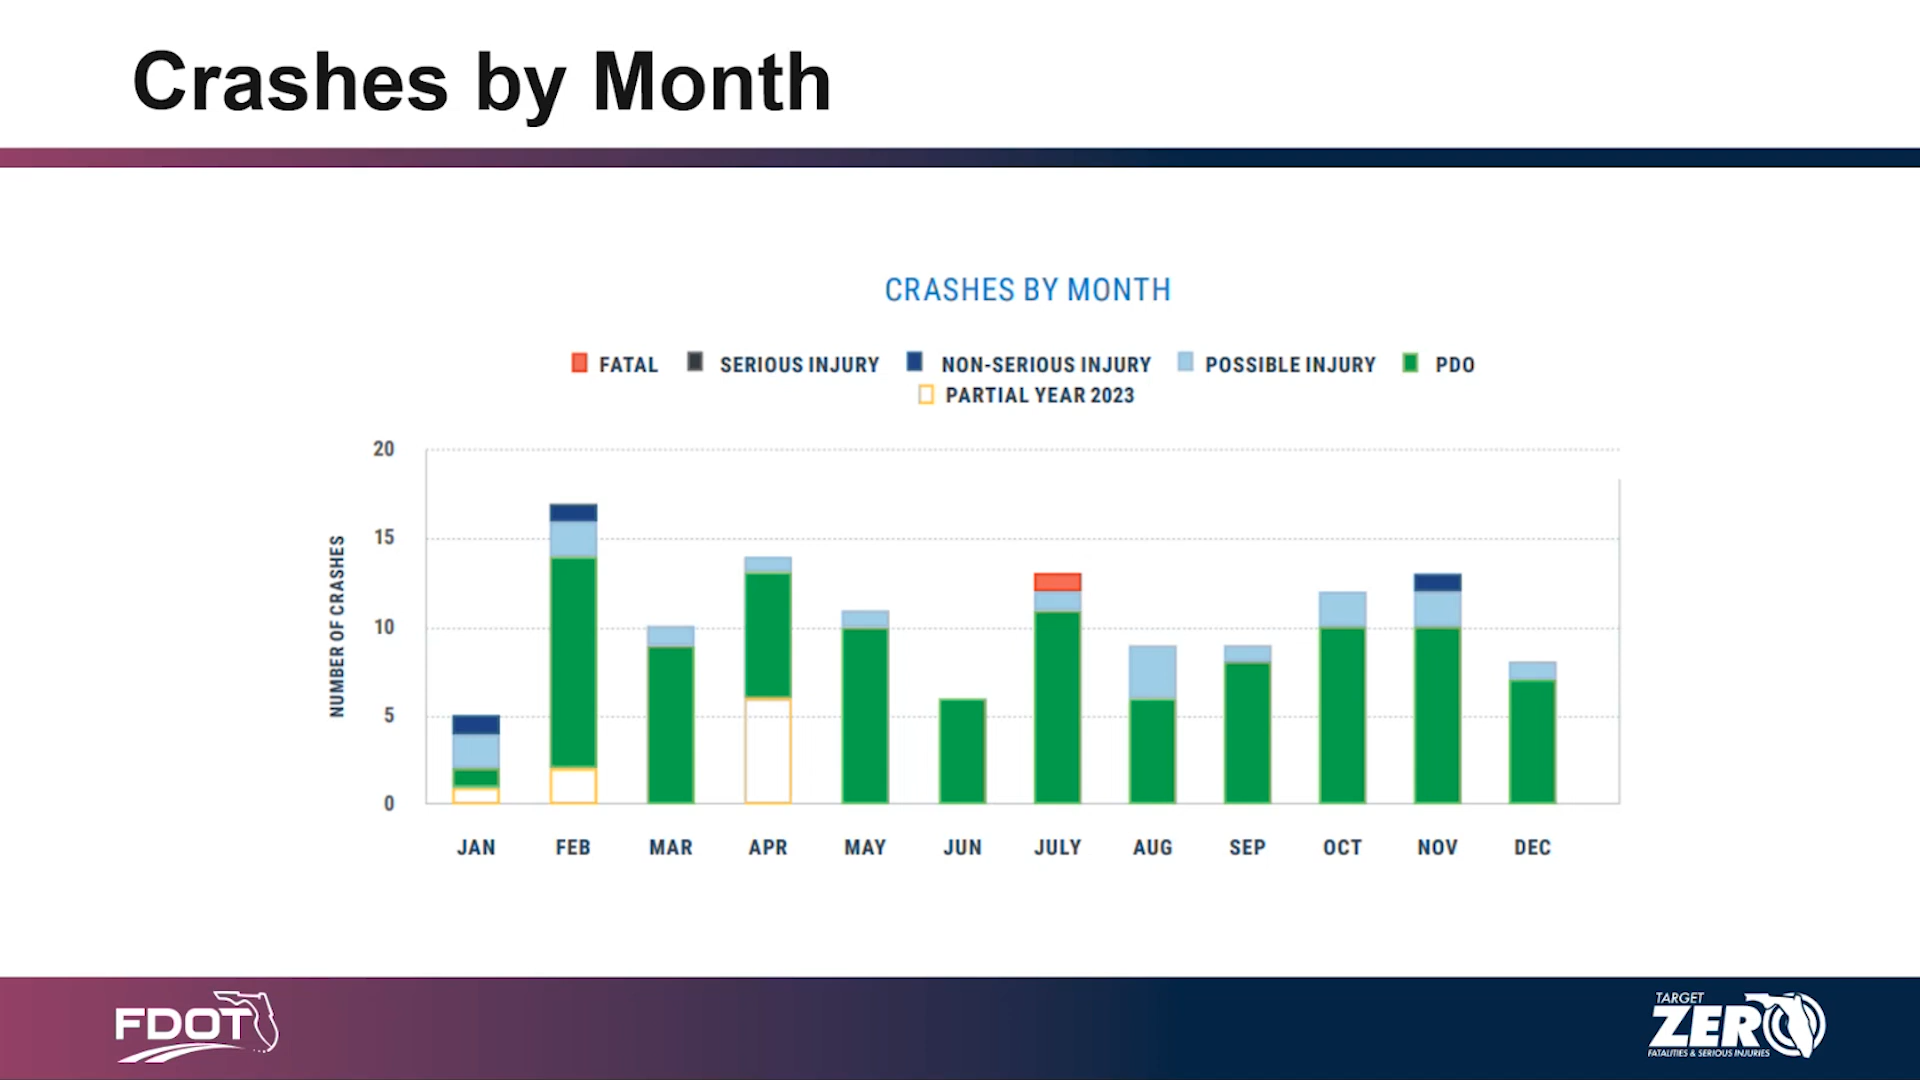 Crashes by Month
CRASHES BY MONTH
FATAL SERIOUS INJURY NON-SERIOUS INJURY POSSIBLE INJURY PDO
PARTIAL YEAR 2023
NUMBER OF CRASHES
20
15
10
5
0
JAN FEB MAR APR MAY JUN JULY AUG SEP OCT NOV DEC
FDOT
TARGET
ZERO
FATALITIES & SERIOUS INJURIES